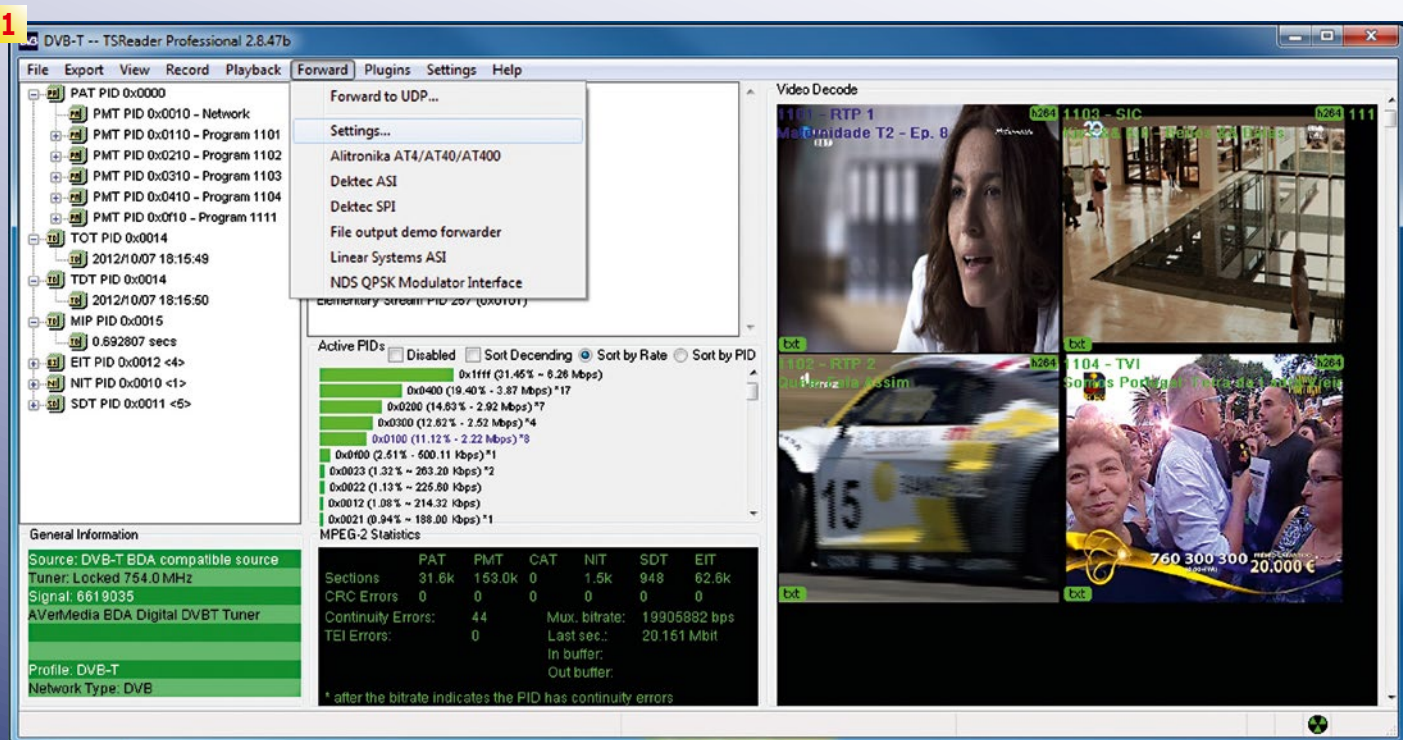 1
DVB-T -- TSReader Professional 2.8.47b
File Export View Record Playback Forward Plugins Settings Help
PAT PID 0x0000
PMT PID 0x0010 - Network
PMT PID 0x0110 - Program 1101
PMT PID 0x0210 - Program 1102
PMT PID 0x0310 - Program 1103
PMT PID 0x0410 - Program 1104
PMT PID 0x0f10 - Program 1111
TOT PID 0x0014
2012/10/07 18:15:49
TDT PID 0x0014
2012/10/07 18:15:50
MIP PID 0x0015
0.692807 secs
EIT PID 0x0012 <4>
NIT PID 0x0010 <1>
SDT PID 0x0011 <5>
Forward to UDP...
Settings...
Alitronika AT4/AT40/AT400
Dektec ASI
Dektec SPI
File output demo forwarder
Linear Systems ASI
NDS QPSK Modulator Interface
Elementary Stream PID 257 (0x0101)
Active PIDs Disabled Sort Decending Sort by Rate Sort by PID
0x1fff (31.45% ~ 6.26 Mbps)
0x0400 (19.40% - 3.87 Mbps) *17
0x0200 (14.63% - 2.92 Mbps) *7
0x0300 (12.62% - 2.52 Mbps) *4
0x0100 (11.12% - 2.22 Mbps) *8
0x0f00 (2.51% - 500.11 Kbps) *1
0x0023 (1.32% ~ 263.20 Kbps) *2
0x0022 (1.13% ~ 225.60 Kbps)
0x0012 (1.08% ~ 214.32 Kbps)
0x0021 (0.94% ~ 188.00 Kbps) *1
Video Decode
1101 - RTP 1 h264
Maternidade T2 - Ep. 8
txt
1103 - SIC h264 111
txt
1102 - RTP 2 h264
Assim
15
txt
1104 - TVI h264
Somos Portugal
760 300 300
20.000 €
txt
General Information
Source: DVB-T BDA compatible source
Tuner: Locked 754.0 MHz
Signal: 6619035
AVerMedia BDA Digital DVBT Tuner
Profile: DVB-T
Network Type: DVB
MPEG-2 Statistics
PAT PMT CAT NIT SDT EIT
Sections 31.6k 153.0k 0 1.5k 948 62.6k
CRC Errors 0 0 0 0 0 0
Continuity Errors: 44 Mux. bitrate: 19905882 bps
TEI Errors: 0 Last sec.: 20.151 Mbit
In buffer:
Out buffer:
* after the bitrate indicates the PID has continuity errors